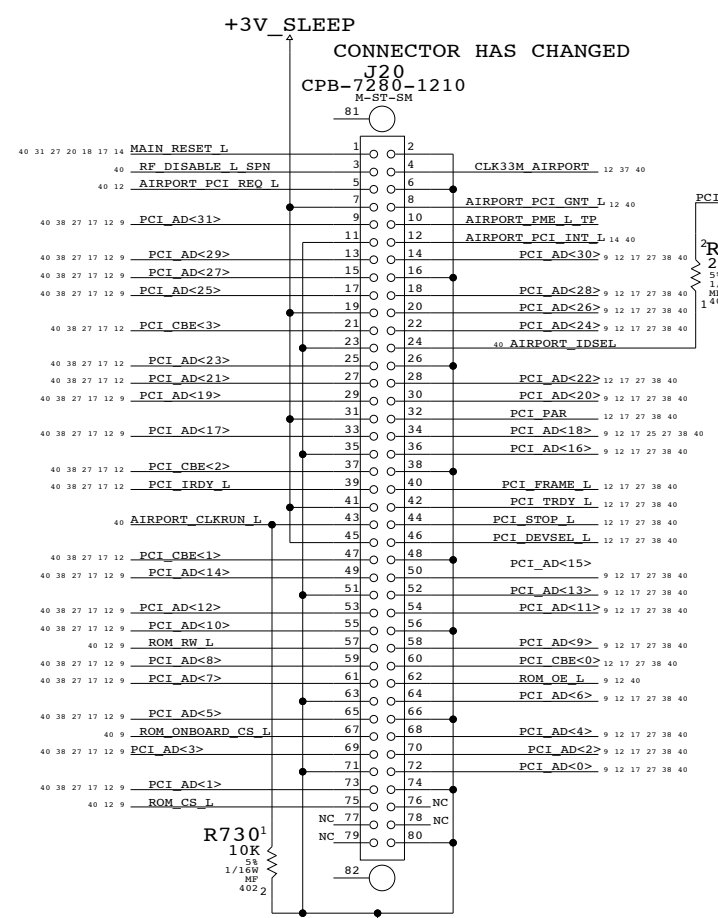 +3V_SLEEP
CONNECTOR HAS CHANGED
J20
CPB-7280-1210
M-ST-SM
81
40 31 27 20 18 17 14 MAIN_RESET_L 1 2
40 RF_DISABLE_L_SPN 3 4 CLK33M_AIRPORT 12 37 40
40 12 AIRPORT_PCI_REQ_L 5 6
7 8 AIRPORT_PCI_GNT_L 12 40
PCI
40 38 27 17 12 9 PCI_AD<31> 9 10 AIRPORT_PME_L_TP
11 12 AIRPORT_PCI_INT_L 14 40
40 38 27 17 12 9 PCI_AD<29> 13 14 PCI_AD<30> 9 12 17 27 38 40
40 38 27 17 12 9 PCI_AD<27> 15 16
40 38 27 17 12 9 PCI_AD<25> 17 18 PCI_AD<28> 9 12 17 27 38 40
19 20 PCI_AD<26> 9 12 17 27 38 40
40 38 27 17 12 PCI_CBE<3> 21 22 PCI_AD<24> 9 12 17 27 38 40
23 24 40 AIRPORT_IDSEL
40 38 27 17 12 PCI_AD<23> 25 26
40 38 27 17 12 PCI_AD<21> 27 28 PCI_AD<22> 12 17 27 38 40
40 38 27 17 12 9 PCI_AD<19> 29 30 PCI_AD<20> 9 12 17 27 38 40
31 32 PCI_PAR 12 17 27 38 40
40 38 27 17 12 9 PCI_AD<17> 33 34 PCI_AD<18> 9 12 17 25 27 38 40
35 36 PCI_AD<16> 9 12 17 27 38 40
40 38 27 17 12 PCI_CBE<2> 37 38
40 38 27 17 12 PCI_IRDY_L 39 40 PCI_FRAME_L 12 17 27 38 40
41 42 PCI_TRDY_L 12 17 27 38 40
40 AIRPORT_CLKRUN_L 43 44 PCI_STOP_L 12 17 27 38 40
45 46 PCI_DEVSEL_L 12 17 27 38 40
40 38 27 17 12 PCI_CBE<1> 47 48
40 38 27 17 12 9 PCI_AD<14> 49 50 PCI_AD<15> 9 12 17 27 38 40
51 52 PCI_AD<13> 9 12 17 27 38 40
40 38 27 17 12 9 PCI_AD<12> 53 54 PCI_AD<11> 9 12 17 27 38 40
40 38 27 17 12 9 PCI_AD<10> 55 56
40 12 9 ROM_RW_L 57 58 PCI_AD<9> 9 12 17 27 38 40
40 38 27 17 12 9 PCI_AD<8> 59 60 PCI_CBE<0> 12 17 27 38 40
40 38 27 17 12 9 PCI_AD<7> 61 62 ROM_OE_L 9 12 40
63 64 PCI_AD<6> 9 12 17 27 38 40
40 38 27 17 12 9 PCI_AD<5> 65 66
40 9 ROM_ONBOARD_CS_L 67 68 PCI_AD<4> 9 12 17 27 38 40
40 38 27 17 12 9 PCI_AD<3> 69 70 PCI_AD<2> 9 12 17 27 38 40
71 72 PCI_AD<0> 9 12 17 27 38 40
40 38 27 17 12 9 PCI_AD<1> 73 74
40 12 9 ROM_CS_L 75 76 NC
NC 77 78 NC
NC 79 80
82
R730
1
10K
5%
1/16W
MF
402
2